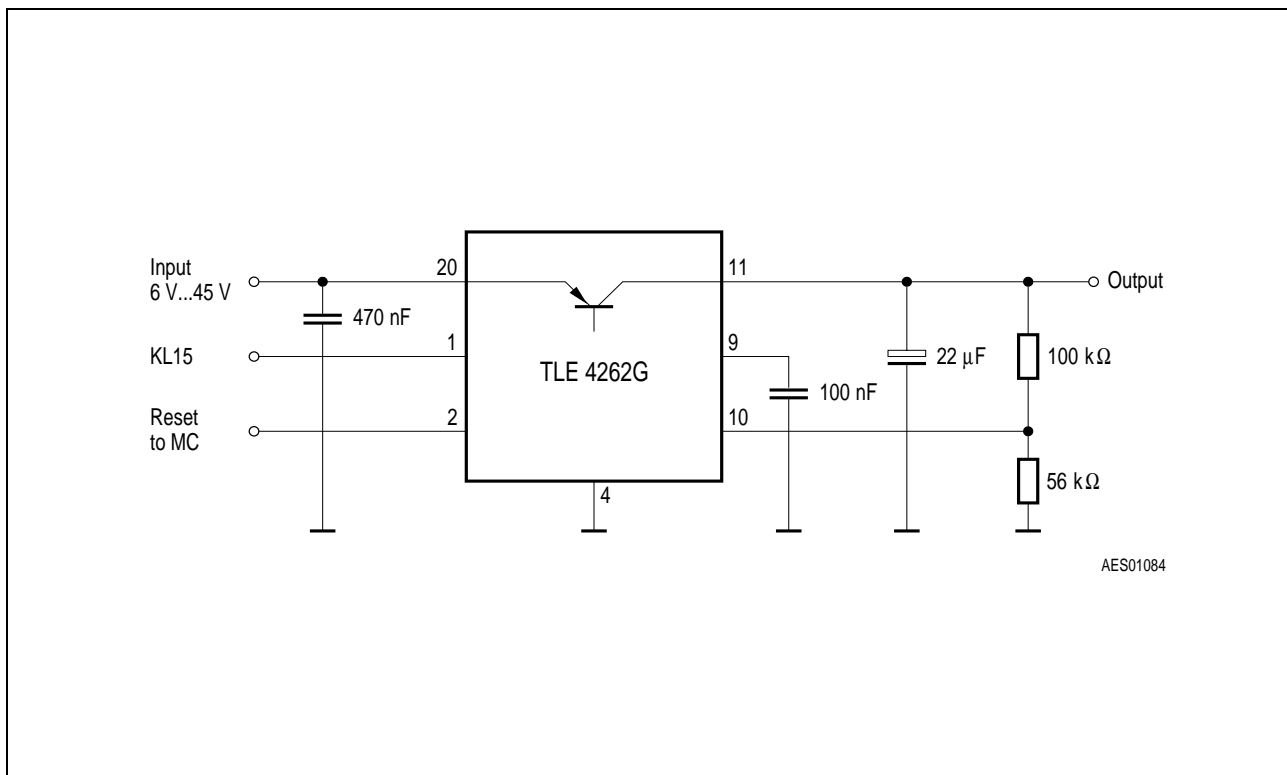 Input
6 V...45 V
KL15
Reset
to MC
470 nF
20
1
2
TLE 4262G
4
11
9
10
100 nF
22 µF
Output
100 kΩ
56 kΩ
AES01084